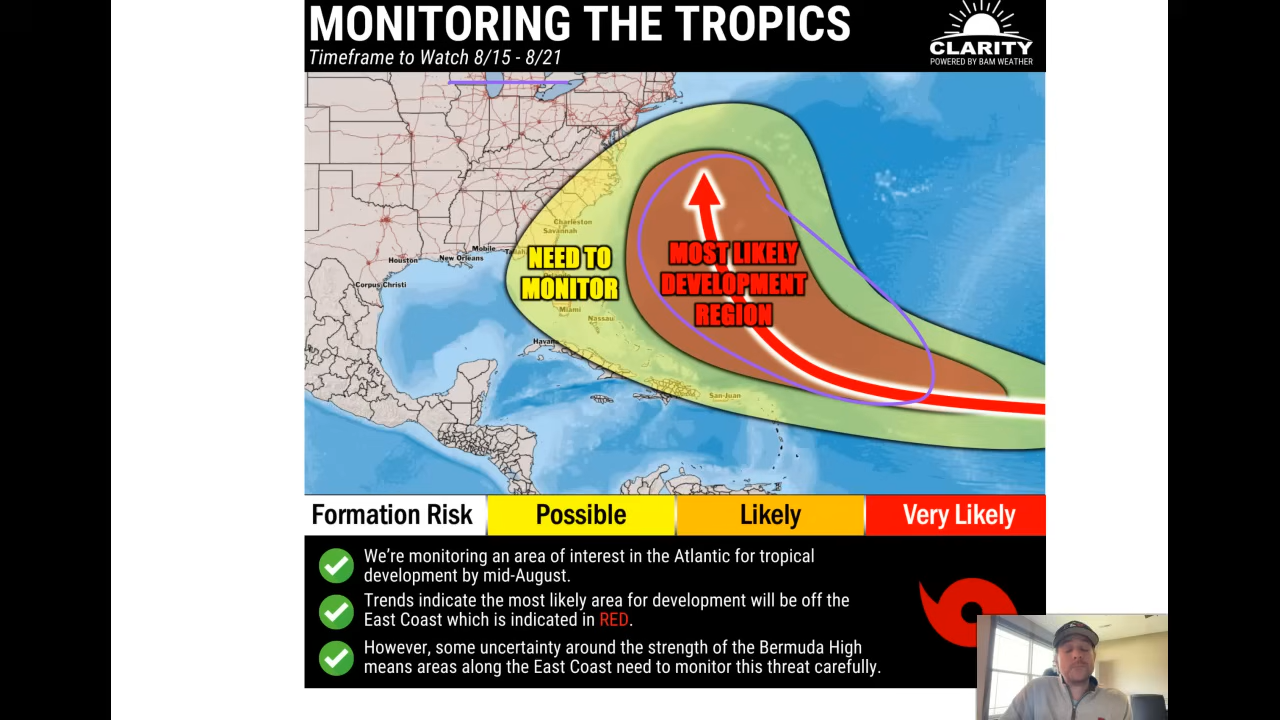 MONITORING THE TROPICS
Timeframe to Watch 8/15 - 8/21
CLARITY
POWERED BY BAM WEATHER
Charleston
Savannah
Mobile
New Orleans
Houston
Corpus Christi
NEED TO
MONITOR
MOST LIKELY
DEVELOPMENT
REGION
Miami
Nassau
San-Juan
Formation Risk
Possible
Likely
Very Likely
We're monitoring an area of interest in the Atlantic for tropical
development by mid-August.
Trends indicate the most likely area for development will be off the
East Coast which is indicated in RED.
However, some uncertainty around the strength of the Bermuda High
means areas along the East Coast need to monitor this threat carefully.